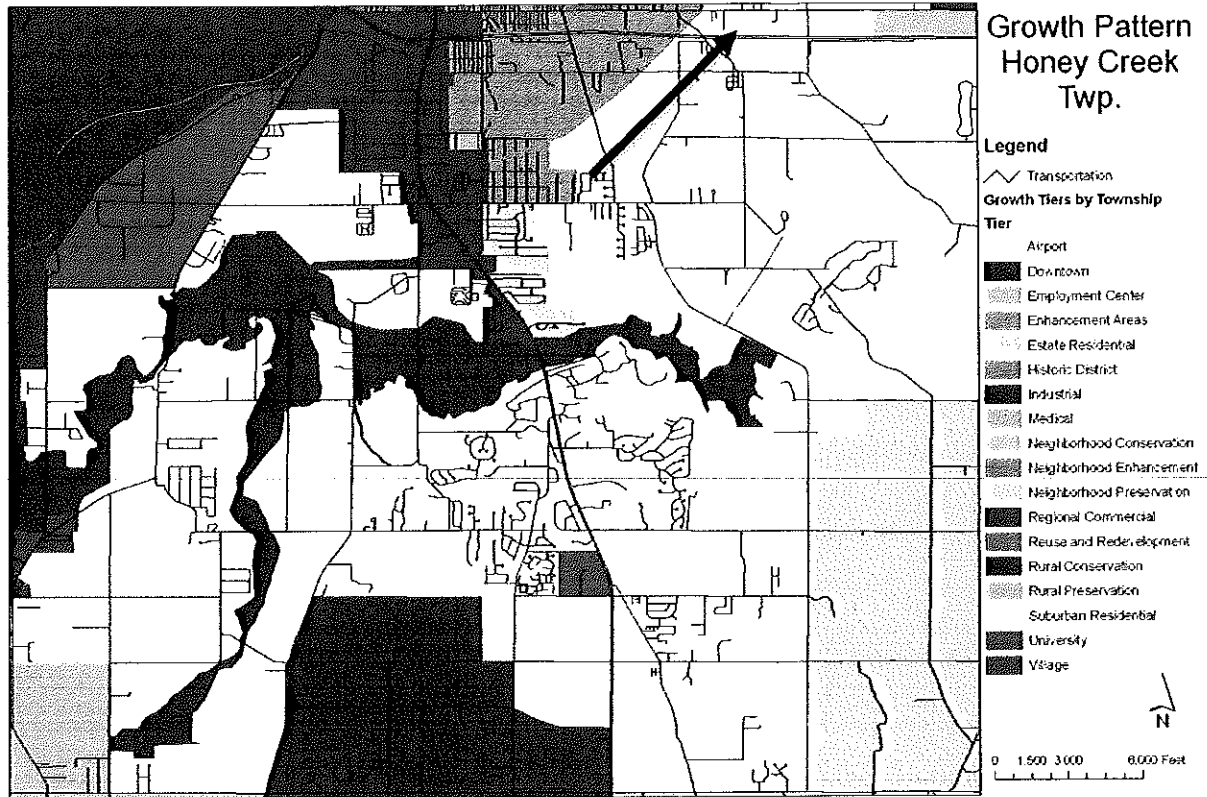 Growth Pattern
Honey Creek
Twp.
Legend
Transportation
Growth Tiers by Township
Tier
Airport
Downtown
Employment Center
Enhancement Areas
Estate Residential
Historic District
Industrial
Medical
Neighborhood Conservation
Neighborhood Enhancement
Neighborhood Preservation
Regional Commercial
Reuse and Redevelopment
Rural Conservation
Rural Preservation
Suburban Residential
University
Village
N
0 1,500 3,000 6,000 Feet